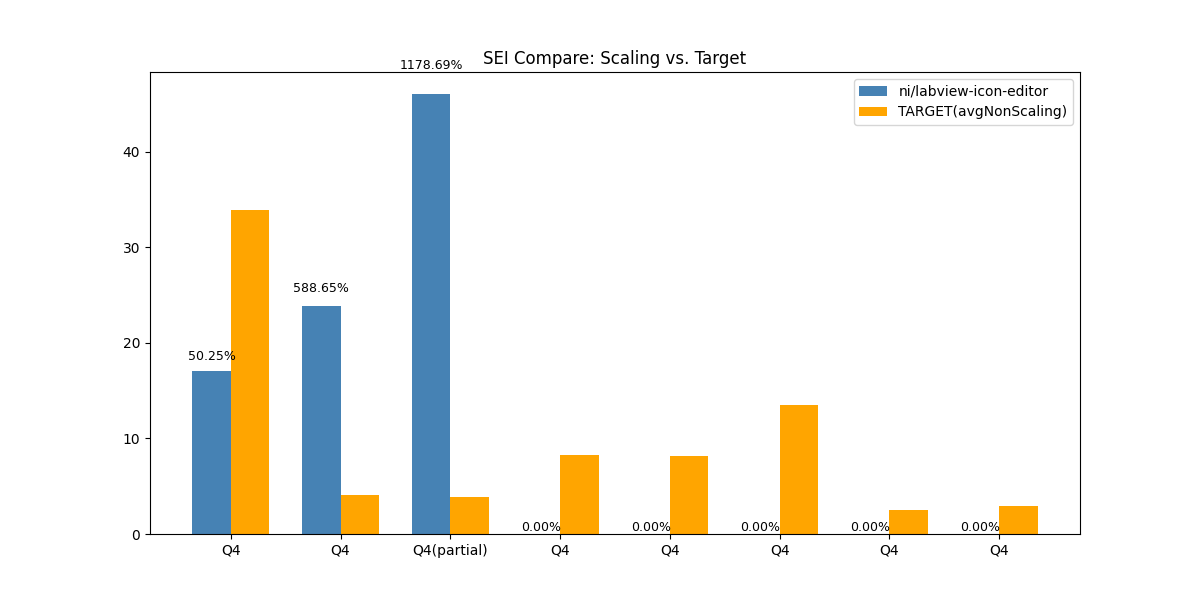 SEI Compare: Scaling vs. Target
1178.69%
ni/labview-icon-editor
TARGET(avgNonScaling)
40
30
588.65%
20
50.25%
10
0.00%
0.00%
0.00%
0.00%
0.00%
0
Q4
Q4
Q4(partial)
Q4
Q4
Q4
Q4
Q4